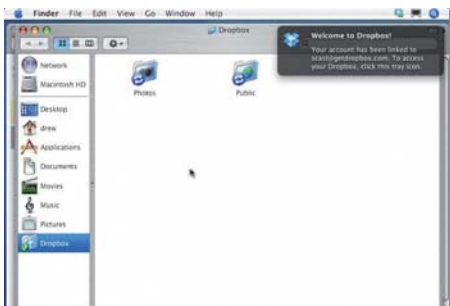 Finder File Edit View Go Window Help
Dropbox
Welcome to Dropbox!
Your account has been linked to
scast@getdropbox.com. To access
your Dropbox, click this tray icon.
Network
Macintosh HD
Photos
Public
Desktop
drew
Applications
Documents
Movies
Music
Pictures
Dropbox